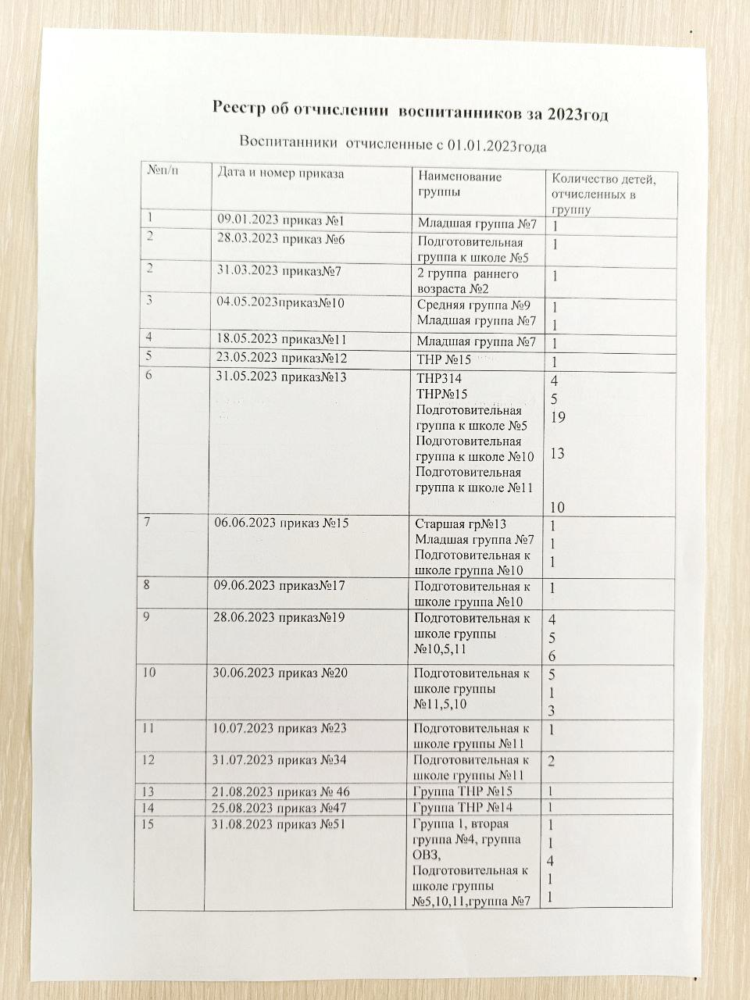 Реестр об отчислении воспитанников за 2023год
Воспитанники отчисленные с 01.01.2023года
№п/п
Дата и номер приказа
Наименование
группы
Количество детей,
отчисленных в
группу
1
09.01.2023 приказ №1
Младшая группа №7
1
2
28.03.2023 приказ №6
Подготовительная
группа к школе №5
1
2
31.03.2023 приказ№7
2 группа раннего
возраста №2
1
3
04.05.2023приказ№10
Средняя группа №9
Младшая группа №7
1
1
4
18.05.2023 приказ№11
Младшая группа №7
1
5
23.05.2023 приказ№12
ТНР №15
1
6
31.05.2023 приказ№13
ТНР314
ТНР№15
Подготовительная
группа к школе №5
Подготовительная
группа к школе №10
Подготовительная
группа к школе №11
4
5
19
13
10
7
06.06.2023 приказ №15
Старшая гр№13
Младшая группа №7
Подготовительная к
школе группа №10
1
1
1
8
09.06.2023 приказ№17
Подготовительная к
школе группа №10
1
9
28.06.2023 приказ№19
Подготовительная к
школе группы
№10,5,11
4
5
6
10
30.06.2023 приказ №20
Подготовительная к
школе группы
№11,5,10
5
1
3
11
10.07.2023 приказ №23
Подготовительная к
школе группы №11
1
12
31.07.2023 приказ №34
Подготовительная к
школе группы №11
2
13
21.08.2023 приказ № 46
Группа ТНР №15
1
14
25.08.2023 приказ №47
Группа ТНР №14
1
15
31.08.2023 приказ №51
Группа 1, вторая
группа №4, группа
ОВЗ,
Подготовительная к
школе группы
№5,10,11,группа №7
1
1
4
1
1